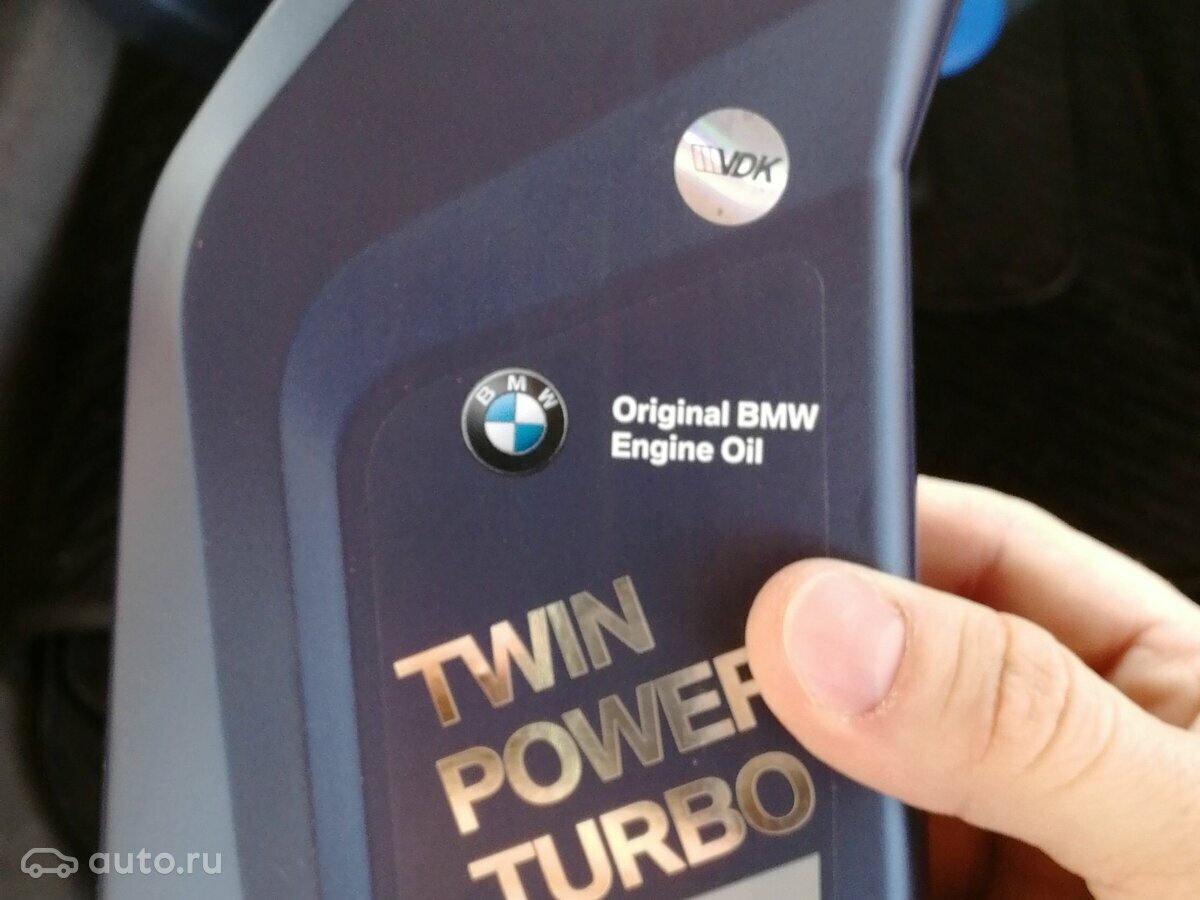 VDK
BMW
Original BMW
Engine Oil
TWIN
POWER
TURBO
auto.ru